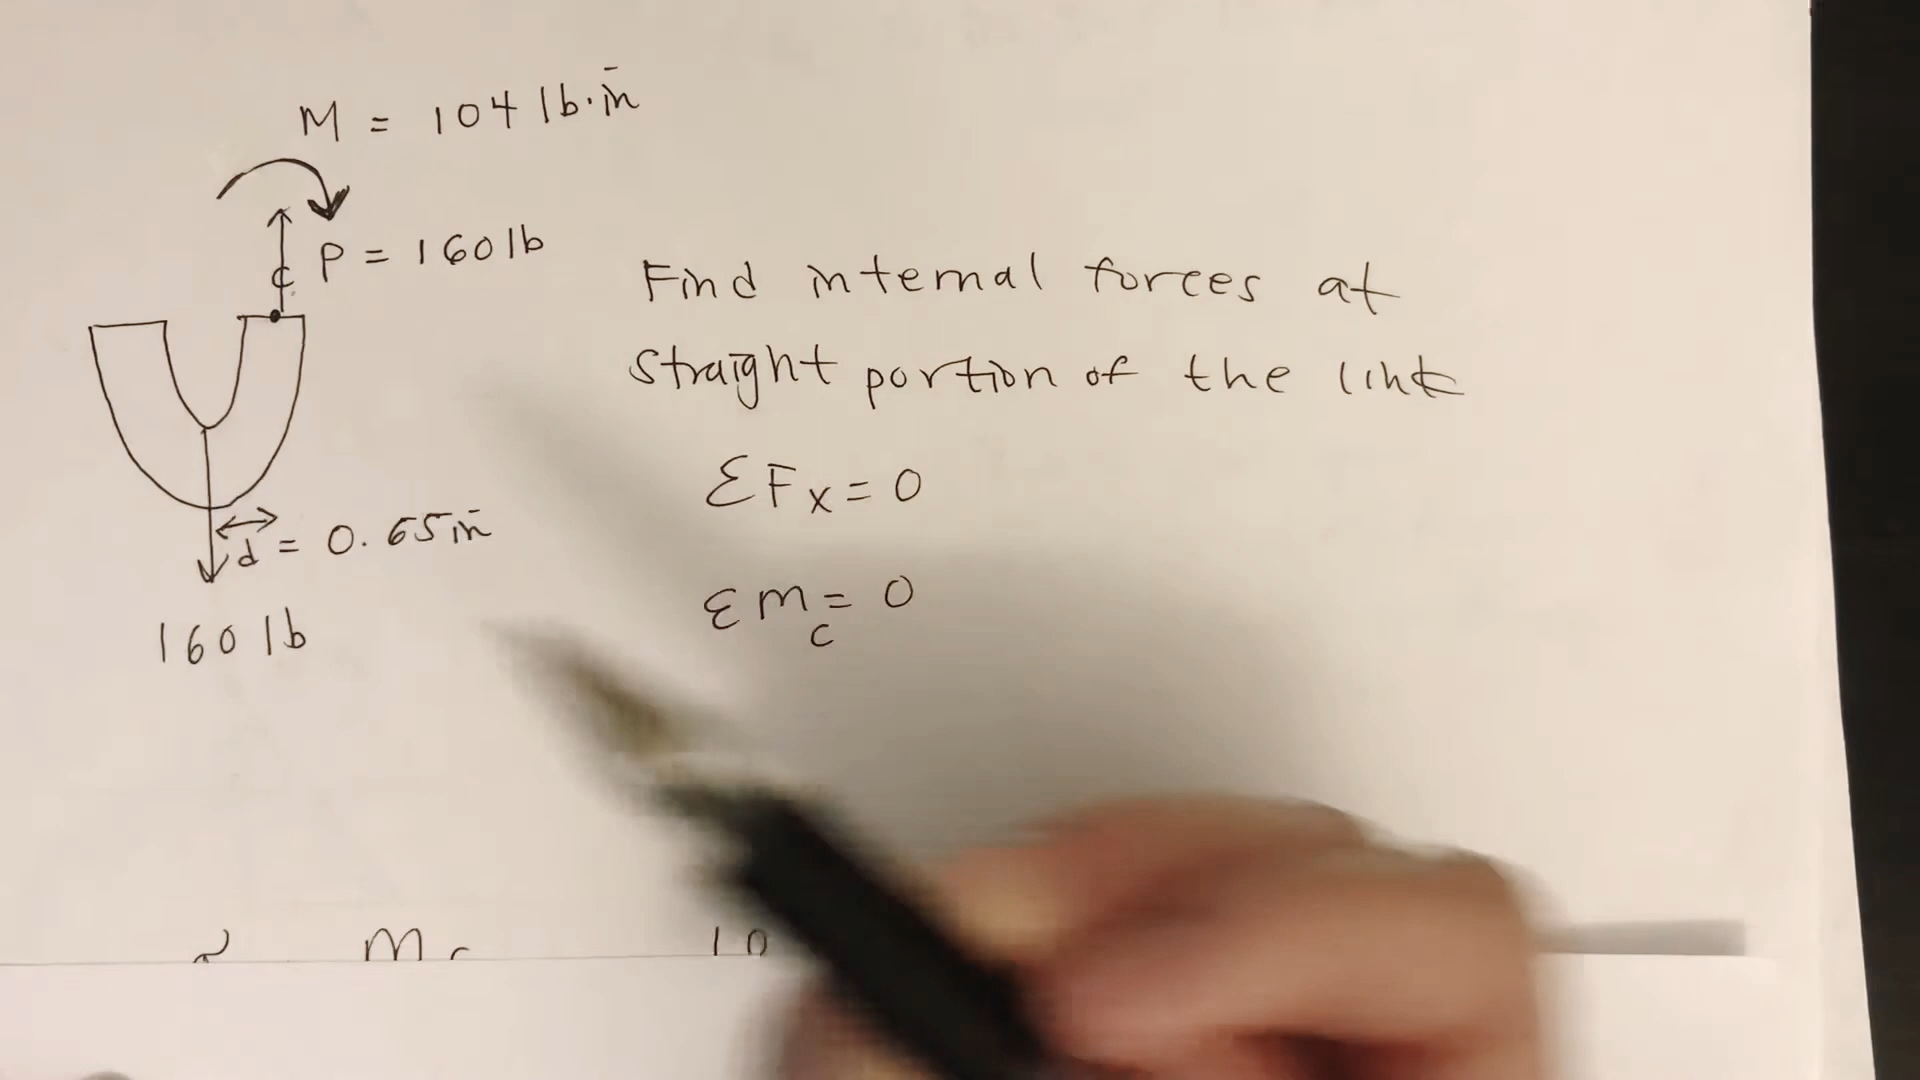 M = 104 lb·in
P = 160 lb
C
Find internal forces at
straight portion of the link
d = 0.65 in
160 lb
ΣFx = 0
ΣMc = 0